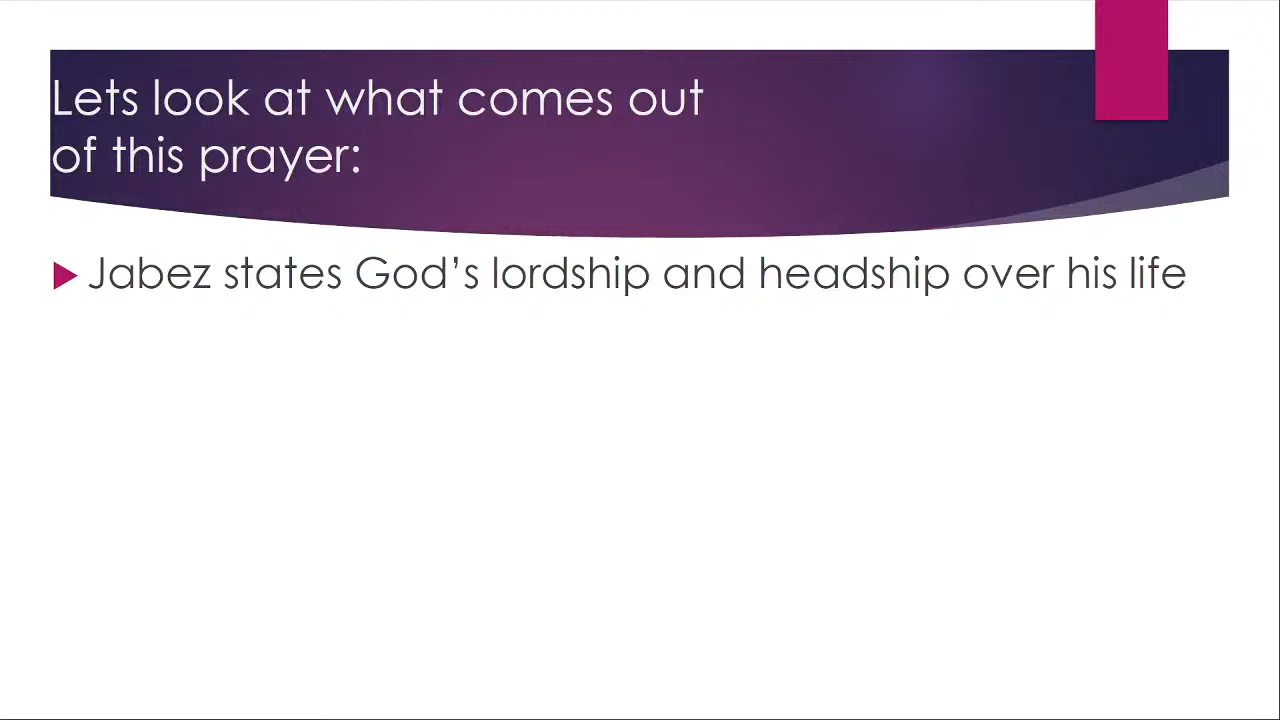 Lets look at what comes out
of this prayer:
Jabez states God’s lordship and headship over his life